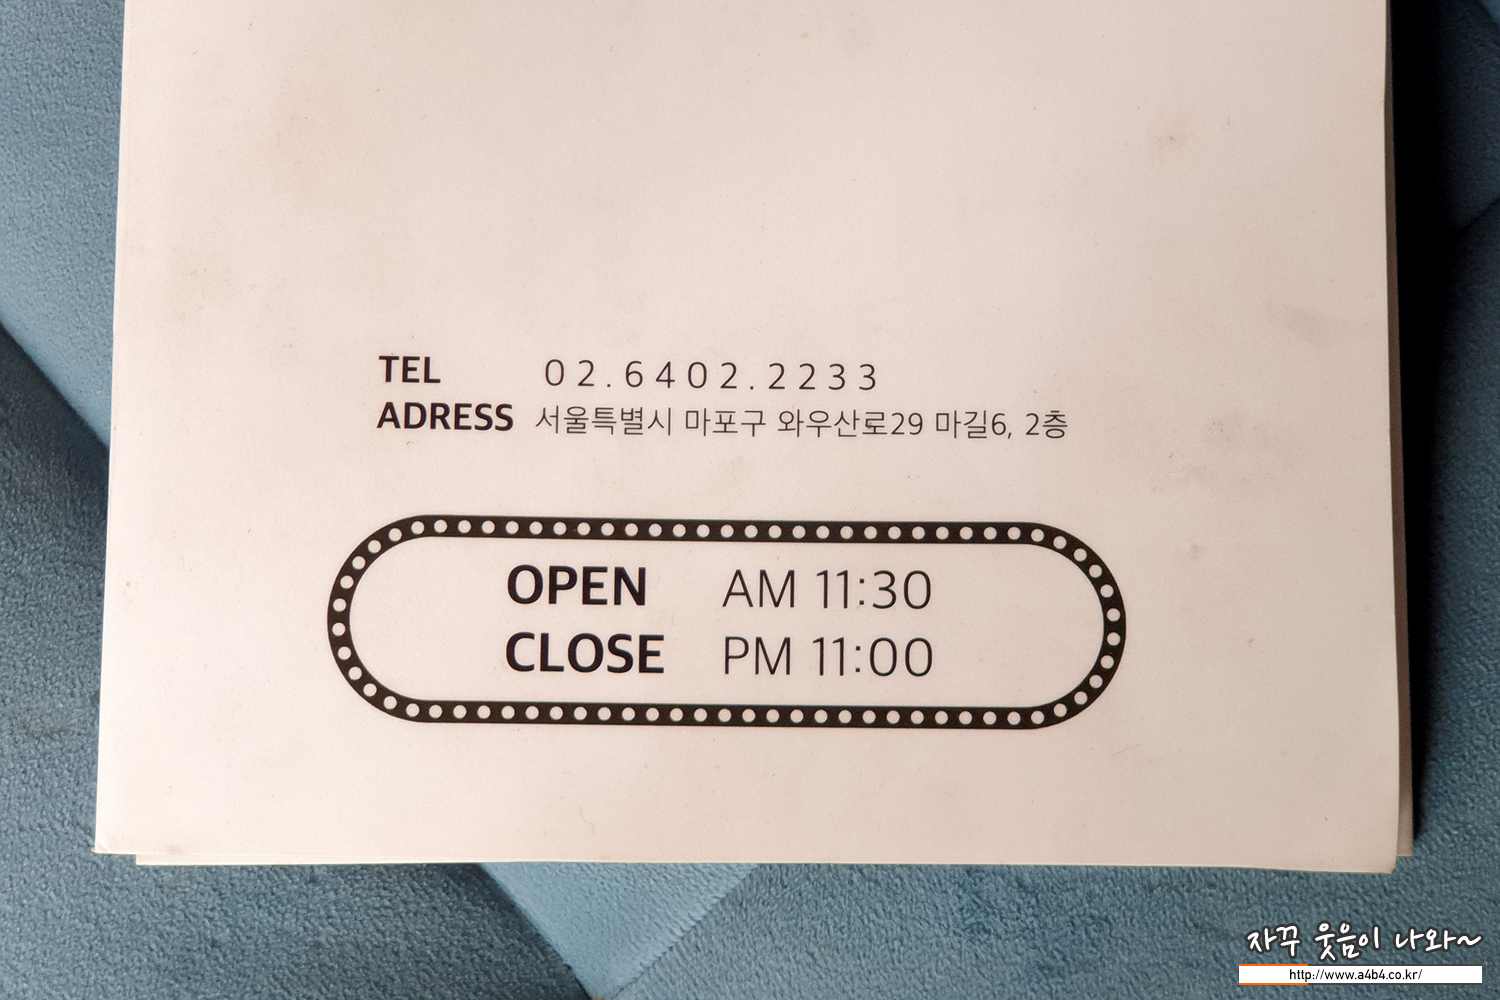 TEL 02.6402.2233
ADRESS 서울특별시 마포구 와우산로29 마길6, 2층
OPEN AM 11:30
CLOSE PM 11:00
자꾸 웃음이 나와~
http://www.a4b4.co.kr/